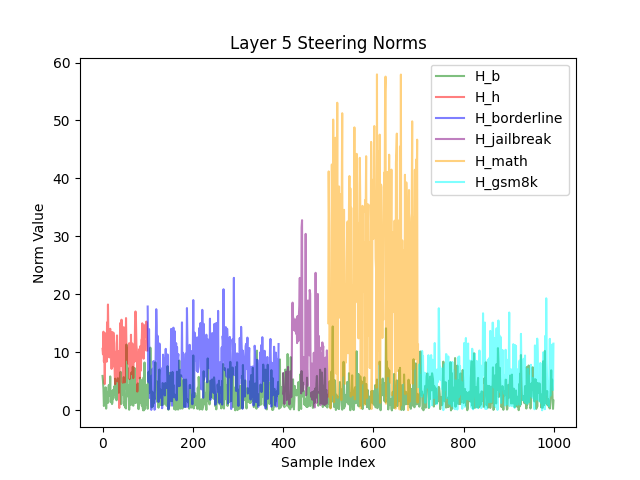 Layer 5 Steering Norms
60
50
40
30
20
10
0
Norm Value
H_b
H_h
H_borderline
H_jailbreak
H_math
H_gsm8k
0 200 400 600 800 1000
Sample Index